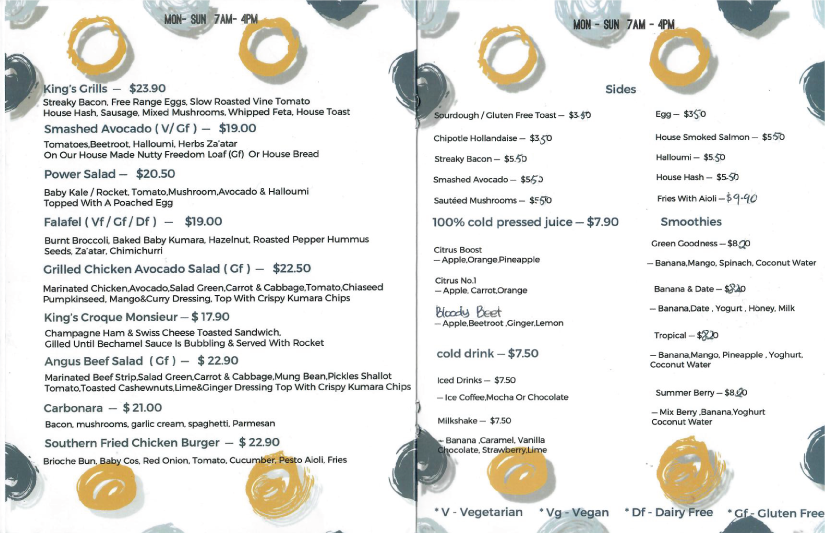 MON- SUN 7AM- 4PM
King's Grills — $23.90
Streaky Bacon, Free Range Eggs, Slow Roasted Vine Tomato
House Hash, Sausage, Mixed Mushrooms, Whipped Feta, House Toast
Smashed Avocado ( V/ Gf ) — $19.00
Tomatoes,Beetroot, Halloumi, Herbs Za'atar
On Our House Made Nutty Freedom Loaf (Gf) Or House Bread
Power Salad — $20.50
Baby Kale / Rocket, Tomato,Mushroom,Avocado & Halloumi
Topped With A Poached Egg
Falafel ( Vf / Gf / Df ) — $19.00
Burnt Broccoli, Baked Baby Kumara, Hazelnut, Roasted Pepper Hummus
Seeds, Za'atar, Chimichurri
Grilled Chicken Avocado Salad ( Gf ) — $22.50
Marinated Chicken,Avocado,Salad Green,Carrot & Cabbage,Tomato,Chiaseed
Pumpkinseed, Mango&Curry Dressing, Top With Crispy Kumara Chips
King's Croque Monsieur — $ 17.90
Champagne Ham & Swiss Cheese Toasted Sandwich,
Gilled Until Bechamel Sauce Is Bubbling & Served With Rocket
Angus Beef Salad ( Gf ) — $ 22.90
Marinated Beef Strip,Salad Green,Carrot & Cabbage,Mung Bean,Pickles Shallot
Tomato,Toasted Cashewnuts,Lime&Ginger Dressing Top With Crispy Kumara Chips
Carbonara — $ 21.00
Bacon, mushrooms, garlic cream, spaghetti, Parmesan
Southern Fried Chicken Burger — $ 22.90
Brioche Bun, Baby Cos, Red Onion, Tomato, Cucumber, Pesto Aioli, Fries
MON - SUN 7AM - 4PM
Sides
Sourdough / Gluten Free Toast — $3.50
Chipotle Hollandaise — $3.50
Streaky Bacon — $5.50
Smashed Avocado — $5.50
Sautéed Mushrooms — $5.50
Egg — $3.50
House Smoked Salmon — $5.50
Halloumi — $5.50
House Hash — $5.50
Fries With Aioli — $9.90
100% cold pressed juice — $7.90
Citrus Boost
— Apple,Orange,Pineapple
Citrus No.1
— Apple, Carrot,Orange
Bloody Beet
— Apple,Beetroot ,Ginger,Lemon
cold drink — $7.50
Iced Drinks — $7.50
— Ice Coffee,Mocha Or Chocolate
Milkshake — $7.50
— Banana ,Caramel, Vanilla
Chocolate, Strawberry,Lime
Smoothies
Green Goodness — $8.20
— Banana,Mango, Spinach, Coconut Water
Banana & Date — $8.20
— Banana,Date , Yogurt , Honey, Milk
Tropical — $8.20
— Banana,Mango, Pineapple , Yoghurt,
Coconut Water
Summer Berry — $8.20
— Mix Berry ,Banana,Yoghurt
Coconut Water
* V - Vegetarian * Vg - Vegan * Df - Dairy Free * Gf - Gluten Free